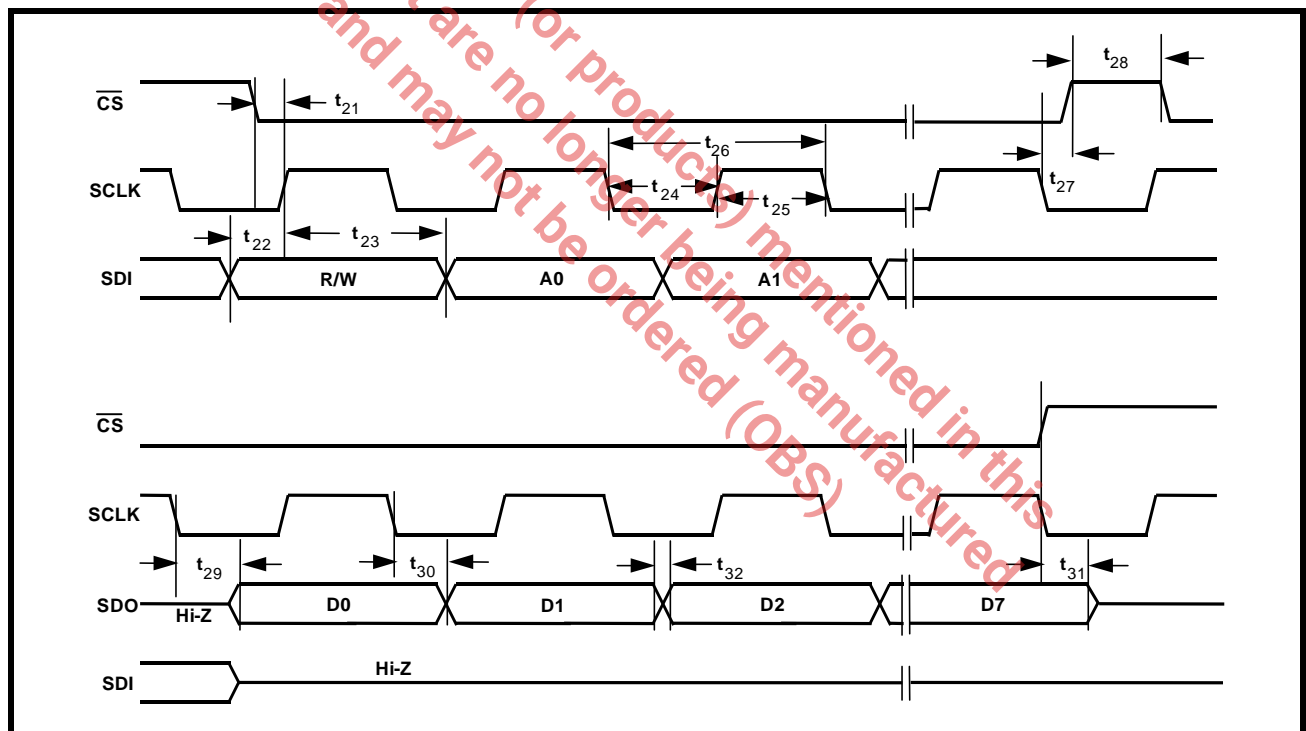 (or products) mentioned in this
t are no longer being manufactured
and may not be ordered (OBS)
t28
CS
t21
t26
SCLK
t24
t25
t27
t22
t23
SDI
R/W
A0
A1
CS
SCLK
t29
t30
t32
t31
SDO
Hi-Z
D0
D1
D2
D7
SDI
Hi-Z